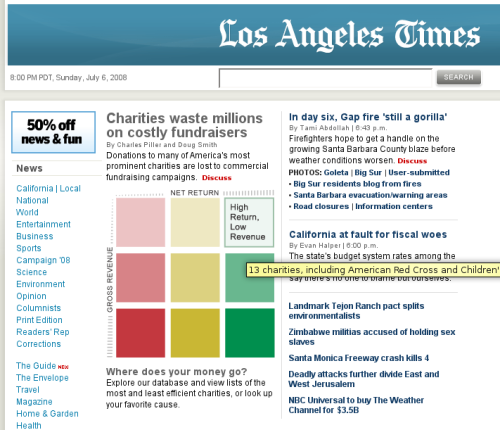 Los Angeles Times
8:00 PM PDT, Sunday, July 6, 2008
SEARCH
50% off
news & fun
News
California | Local
National
World
Entertainment
Business
Sports
Campaign '08
Science
Environment
Opinion
Columnists
Print Edition
Readers' Rep
Corrections
The Guide NEW
The Envelope
Travel
Magazine
Home & Garden
Health
Charities waste millions
on costly fundraisers
By Charles Piller and Doug Smith
Donations to many of America's most
prominent charities are lost to commercial
fundraising campaigns. Discuss
NET RETURN
GROSS REVENUE
High
Return,
Low
Revenue
Where does your money go?
Explore our database and view lists of the
most and least efficient charities, or look up
your favorite cause.
In day six, Gap fire 'still a gorilla'
By Tami Abdollah | 6:43 p.m.
Firefighters hope to get a handle on the
growing Santa Barbara County blaze before
weather conditions worsen. Discuss
PHOTOS: Goleta | Big Sur | User-submitted
• Big Sur residents blog from fires
• Santa Barbara evacuation/warning areas
• Road closures | Information centers
California at fault for fiscal woes
By Evan Halper | 6:00 p.m.
The state's budget system rates among the
13 charities, including American Red Cross and Children'
say there's no one to blame but ourselves.
Landmark Tejon Ranch pact splits
environmentalists
Zimbabwe militias accused of holding sex
slaves
Santa Monica Freeway crash kills 4
Deadly attacks further divide East and
West Jerusalem
NBC Universal to buy The Weather
Channel for $3.5B